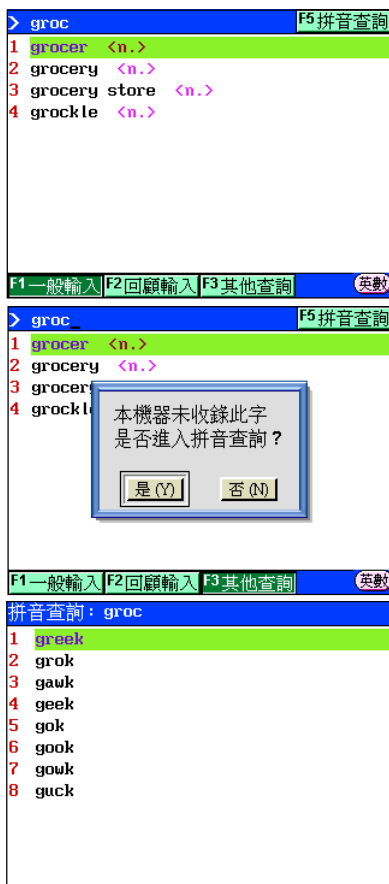 > groc F5拼音查詢
1 grocer <n.>
2 grocery <n.>
3 grocery store <n.>
4 grockle <n.>
F1一般輸入 F2回顧輸入 F3其他查詢 英數
> groc_ F5拼音查詢
1 grocer <n.>
2 grocery <n.>
3 grocery
4 grockl
本機器未收錄此字
是否進入拼音查詢？
是(Y) 否(N)
F1一般輸入 F2回顧輸入 F3其他查詢 英數
拼音查詢：groc
1 greek
2 grok
3 gawk
4 geek
5 gok
6 gook
7 gowk
8 guck